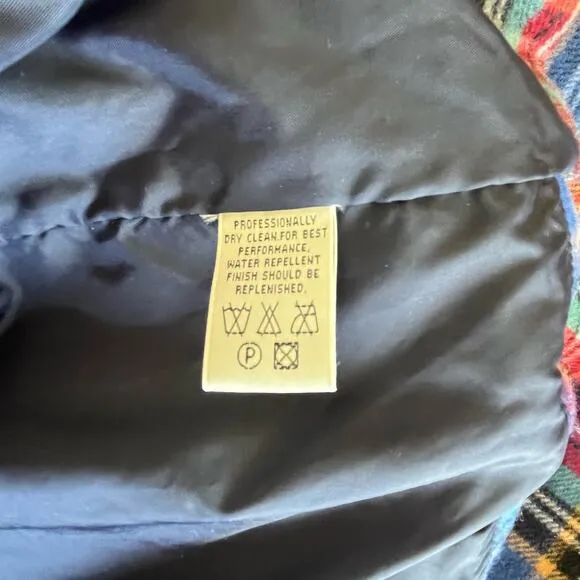 PROFESSIONALLY
DRY CLEAN.FOR BEST
PERFORMANCE,
WATER REPELLENT
FINISH SHOULD BE
REPLENISHED.
P